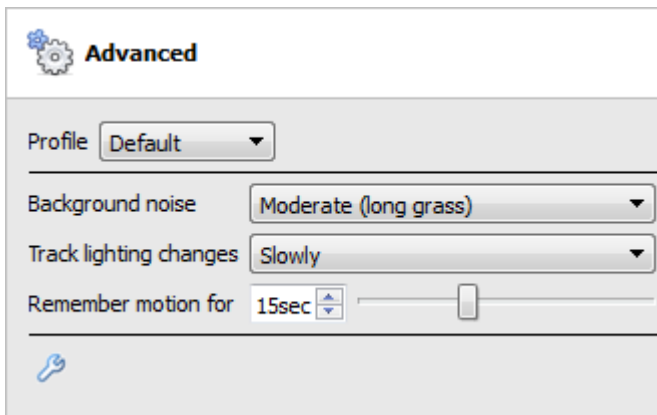 Advanced
Profile Default
Background noise Moderate (long grass)
Track lighting changes Slowly
Remember motion for 15sec